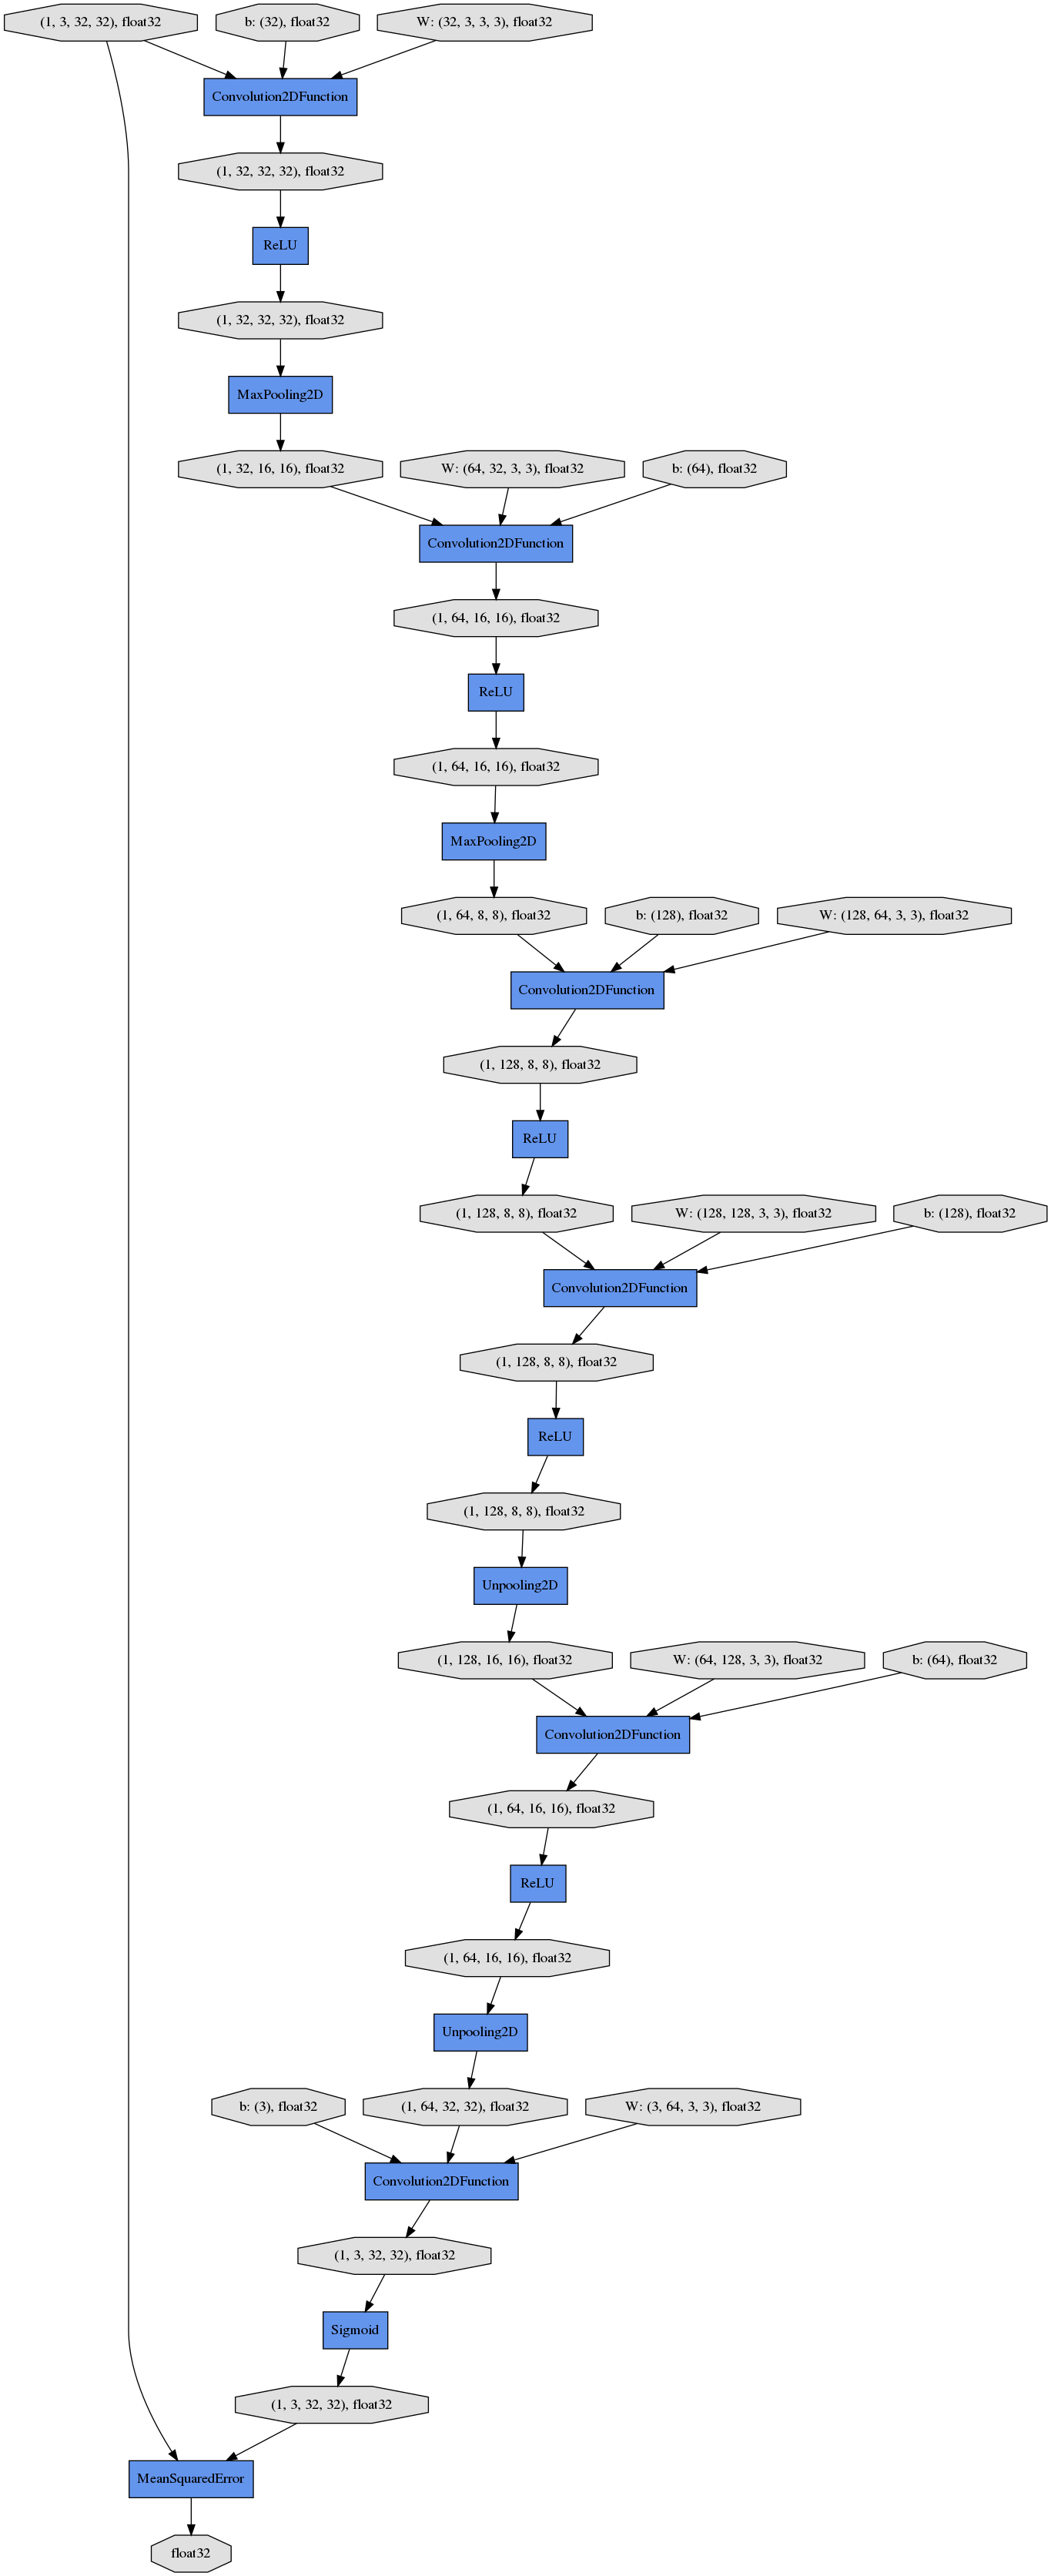 (1, 3, 32, 32), float32
b: (32), float32
W: (32, 3, 3, 3), float32
Convolution2DFunction
(1, 32, 32, 32), float32
ReLU
(1, 32, 32, 32), float32
MaxPooling2D
(1, 32, 16, 16), float32
W: (64, 32, 3, 3), float32
b: (64), float32
Convolution2DFunction
(1, 64, 16, 16), float32
ReLU
(1, 64, 16, 16), float32
MaxPooling2D
(1, 64, 8, 8), float32
b: (128), float32
W: (128, 64, 3, 3), float32
Convolution2DFunction
(1, 128, 8, 8), float32
ReLU
(1, 128, 8, 8), float32
W: (128, 128, 3, 3), float32
b: (128), float32
Convolution2DFunction
(1, 128, 8, 8), float32
ReLU
(1, 128, 8, 8), float32
Unpooling2D
(1, 128, 16, 16), float32
W: (64, 128, 3, 3), float32
b: (64), float32
Convolution2DFunction
(1, 64, 16, 16), float32
ReLU
(1, 64, 16, 16), float32
Unpooling2D
b: (3), float32
(1, 64, 32, 32), float32
W: (3, 64, 3, 3), float32
Convolution2DFunction
(1, 3, 32, 32), float32
Sigmoid
(1, 3, 32, 32), float32
MeanSquaredError
float32